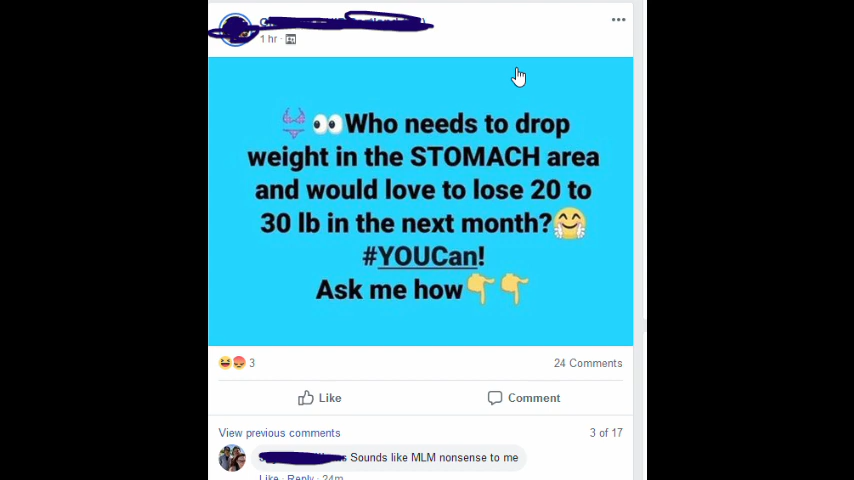 1 hr ·
Who needs to drop
weight in the STOMACH area
and would love to lose 20 to
30 lb in the next month?
#YOUCan!
Ask me how
3
24 Comments
Like
Comment
View previous comments
3 of 17
Sounds like MLM nonsense to me
Like · Reply · 24m